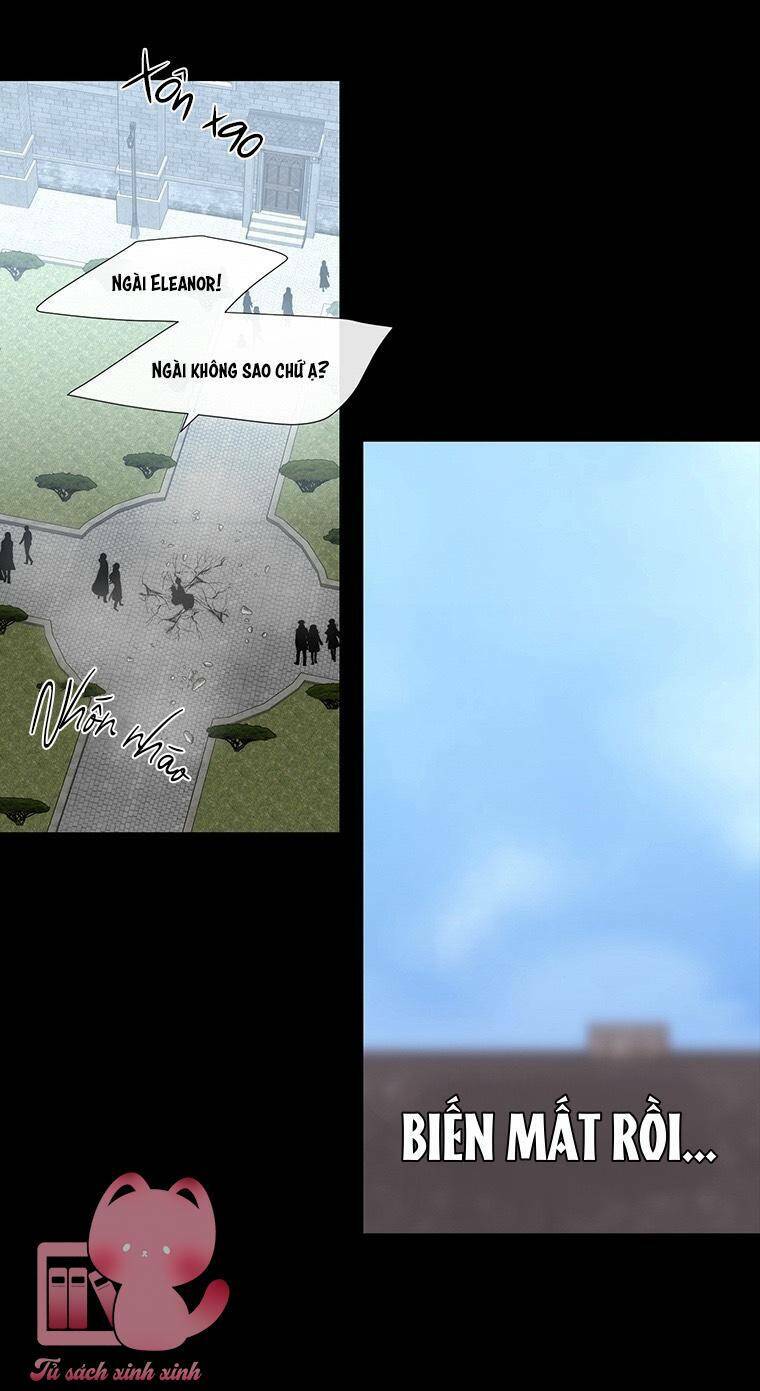 Xôn xao
NGÀI ELEANOR!
NGÀI KHÔNG SAO CHỨ Ạ?
Nhốn nháo
BIẾN MẤT RỒI...
Tủ sách xinh xinh